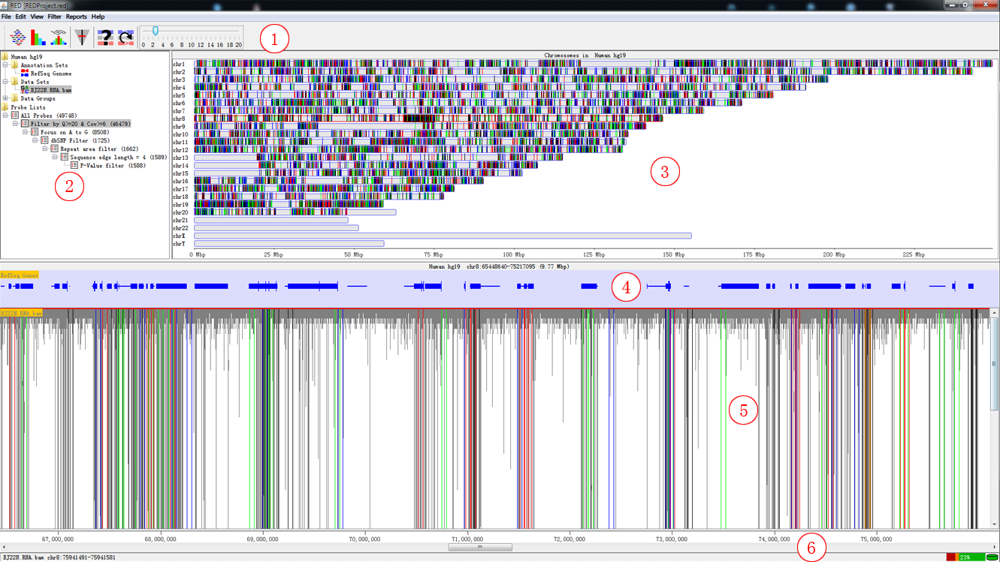 RED [REDProject.red]
File Edit View Filter Reports Help
0 2 4 6 8 10 12 14 16 18 20
1
Human hg19
Annotation Sets
RefSeq Genome
Data Sets
BJ22N.RNA.bam
Data Groups
Probe Lists
All Probes (49748)
Filter by Q>=20 & Cov>=6 (46479)
Focus on A to G (8508)
dbSNP Filter (1725)
Repeat area filter (1662)
Sequence edge length = 4 (1589)
P-Value filter (1588)
2
Chromosomes in Human hg19
chr1
chr2
chr3
chr4
chr5
chr6
chr7
chr8
chr9
chr10
chr11
chr12
chr13
chr14
chr15
chr16
chr17
chr18
chr19
chr20
chr21
chr22
chrX
chrY
3
0 Mbp 25 Mbp 50 Mbp 75 Mbp 100 Mbp 125 Mbp 150 Mbp 175 Mbp 200 Mbp 225 Mbp
Human hg19 chr8:65448640-75217095 (9.77 Mbp)
RefSeq Genes
4
BJ22N.RNA.bam
5
67,000,000 68,000,000 69,000,000 70,000,000 71,000,000 72,000,000 73,000,000 74,000,000 75,000,000
6
BJ22N.RNA.bam chr8:75941491-75941581
23%